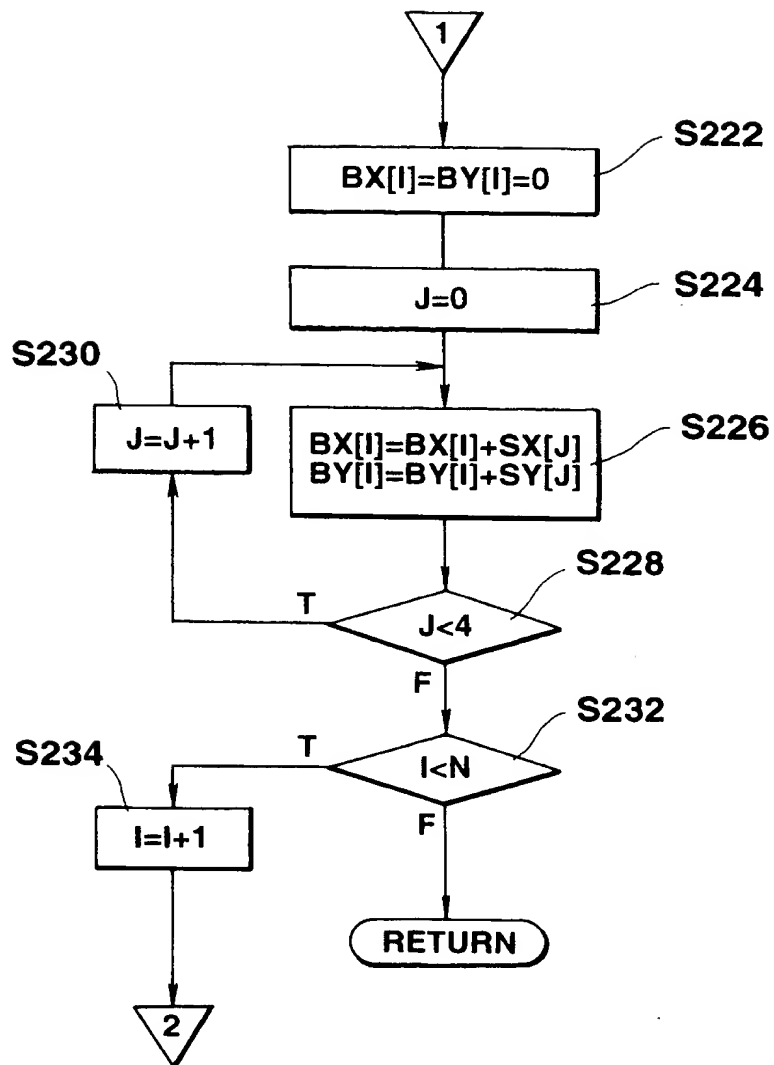 1
S222
BX[I]=BY[I]=0
S224
J=0
S230
J=J+1
S226
BX[I]=BX[I]+SX[J]
BY[I]=BY[I]+SY[J]
S228
T
J<4
F
S232
S234
T
I<N
I=I+1
F
RETURN
2